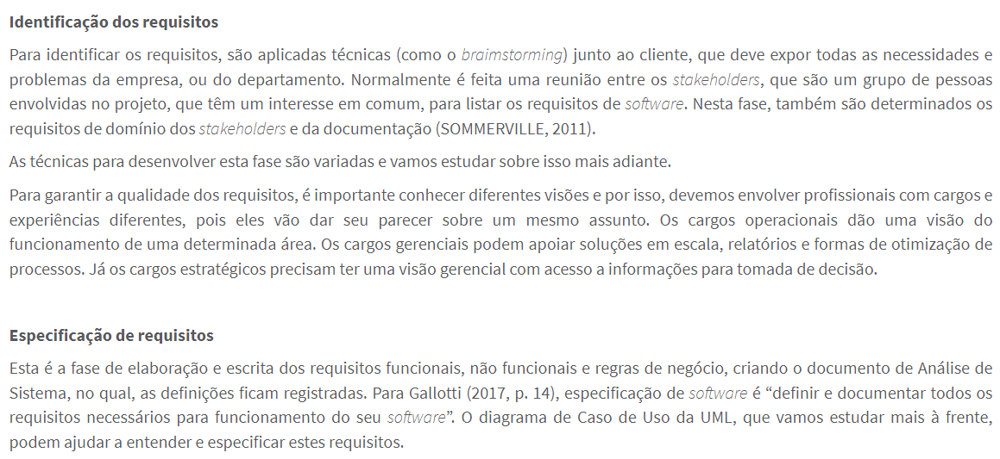 Identificação dos requisitos
Para identificar os requisitos, são aplicadas técnicas (como o braimstorming) junto ao cliente, que deve expor todas as necessidades e
problemas da empresa, ou do departamento. Normalmente é feita uma reunião entre os stakeholders, que são um grupo de pessoas
envolvidas no projeto, que têm um interesse em comum, para listar os requisitos de software. Nesta fase, também são determinados os
requisitos de domínio dos stakeholders e da documentação (SOMMERVILLE, 2011).
As técnicas para desenvolver esta fase são variadas e vamos estudar sobre isso mais adiante.
Para garantir a qualidade dos requisitos, é importante conhecer diferentes visões e por isso, devemos envolver profissionais com cargos e
experiências diferentes, pois eles vão dar seu parecer sobre um mesmo assunto. Os cargos operacionais dão uma visão do
funcionamento de uma determinada área. Os cargos gerenciais podem apoiar soluções em escala, relatórios e formas de otimização de
processos. Já os cargos estratégicos precisam ter uma visão gerencial com acesso a informações para tomada de decisão.
Especificação de requisitos
Esta é a fase de elaboração e escrita dos requisitos funcionais, não funcionais e regras de negócio, criando o documento de Análise de
Sistema, no qual, as definições ficam registradas. Para Gallotti (2017, p. 14), especificação de software é “definir e documentar todos os
requisitos necessários para funcionamento do seu software”. O diagrama de Caso de Uso da UML, que vamos estudar mais à frente,
podem ajudar a entender e especificar estes requisitos.